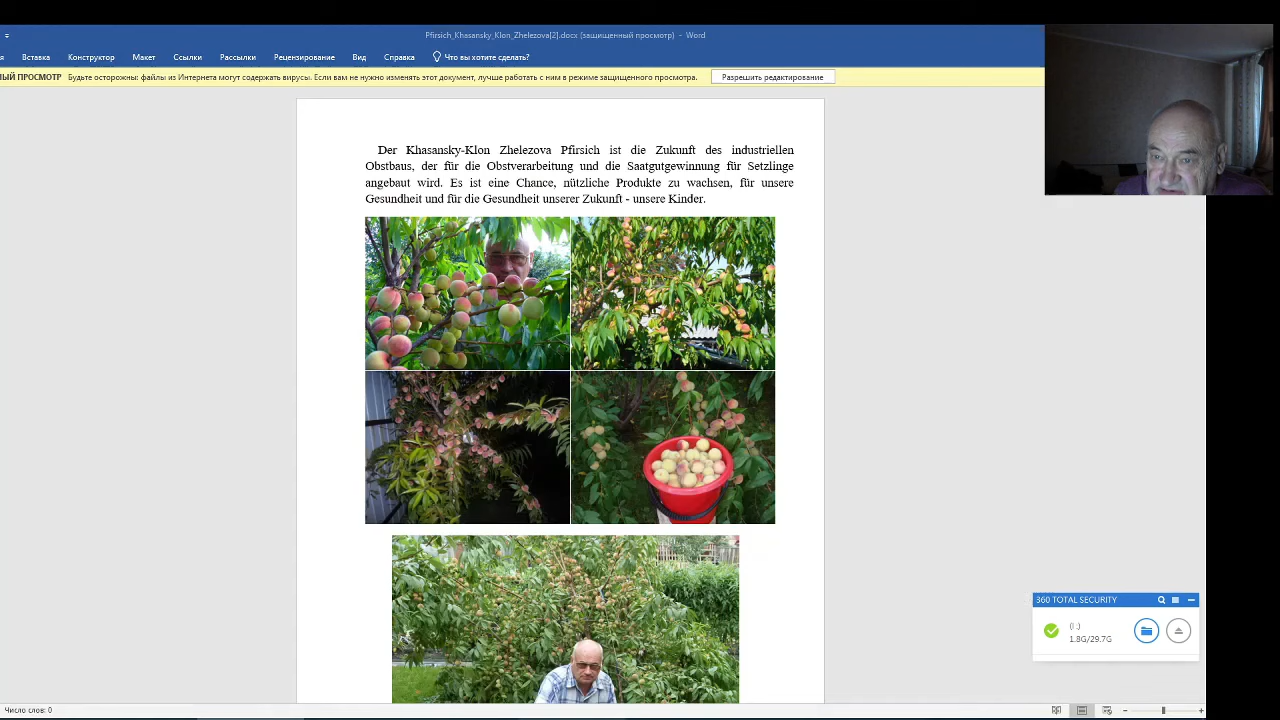 Pfirsich_Khasansky_Klon_Zhelezova[2].docx (защищенный просмотр) - Word
Вставка Конструктор Макет Ссылки Рассылки Рецензирование Вид Справка Что вы хотите сделать?
ПРОСМОТР Будьте осторожны: файлы из Интернета могут содержать вирусы. Если вам не нужно изменять этот документ, лучше работать с ним в режиме защищенного просмотра. Разрешить редактирование
Der Khasansky-Klon Zhelezova Pfirsich ist die Zukunft des industriellen
Obstbaus, der für die Obstverarbeitung und die Saatgutgewinnung für Setzlinge
angebaut wird. Es ist eine Chance, nützliche Produkte zu wachsen, für unsere
Gesundheit und für die Gesundheit unserer Zukunft - unsere Kinder.
360 TOTAL SECURITY
1.8G/29.7G
Число слов: 0